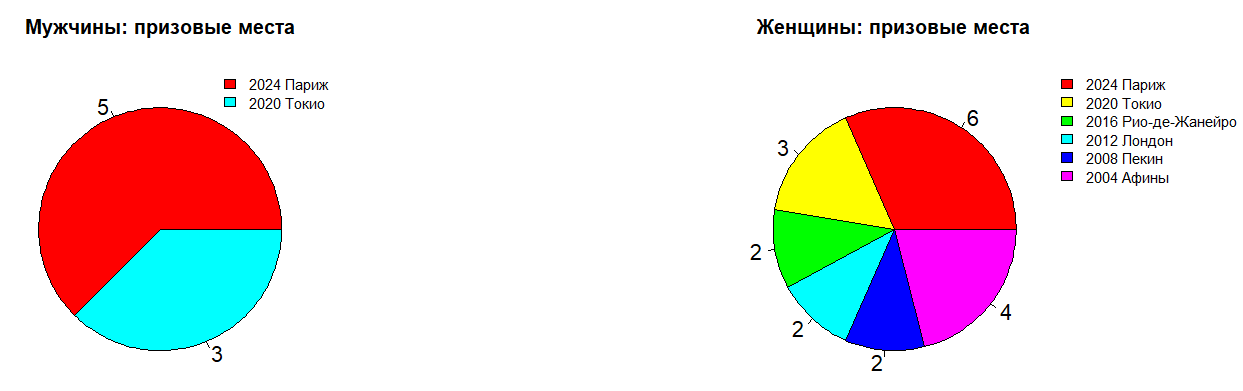 Мужчины: призовые места
2024 Париж
2020 Токио
5
3
Женщины: призовые места
2024 Париж
2020 Токио
2016 Рио-де-Жанейро
2012 Лондон
2008 Пекин
2004 Афины
6
3
2
2
2
4